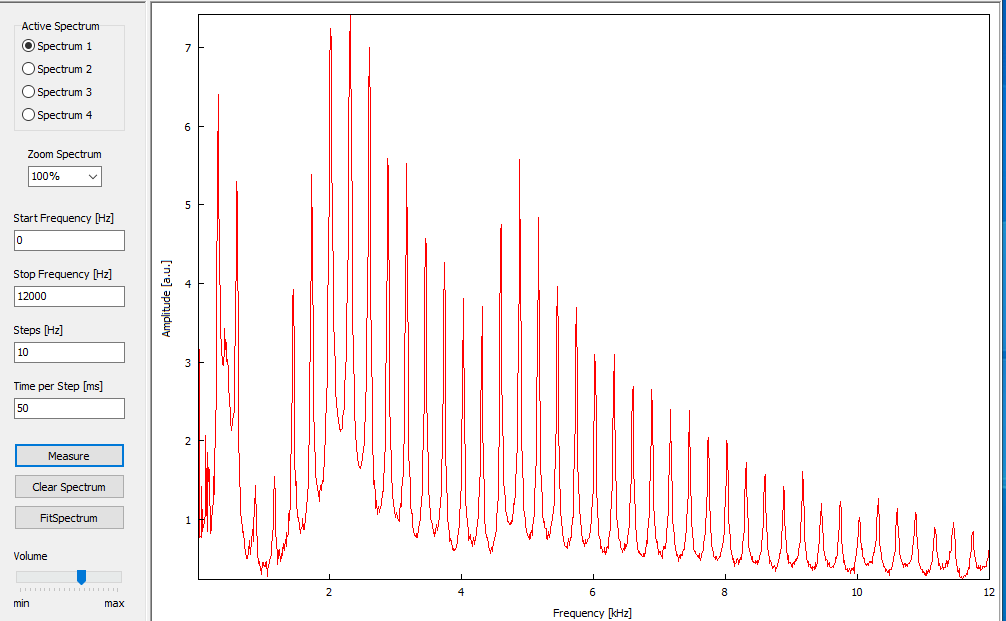 Active Spectrum
Spectrum 1
Spectrum 2
Spectrum 3
Spectrum 4
Zoom Spectrum
100%
Start Frequency [Hz]
0
Stop Frequency [Hz]
12000
Steps [Hz]
10
Time per Step [ms]
50
Measure
Clear Spectrum
FitSpectrum
Volume
min max
Amplitude [a.u.]
7
6
5
4
3
2
1
2 4 6 8 10 12
Frequency [kHz]